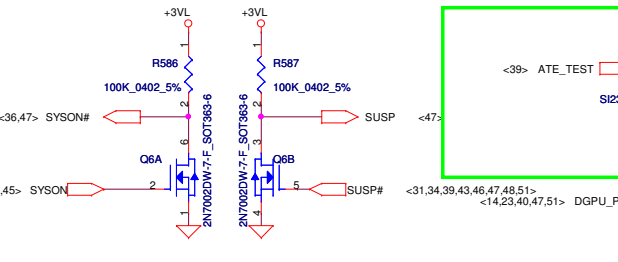 +3VL
+3VL
1
1
R586
R587
<39> ATE_TEST
100K_0402_5%
100K_0402_5%
2
2
<36,47> SYSON#
SUSP
<47>
6
3
2N7002DW-7-F_SOT363-6
2N7002DW-7-F_SOT363-6
Q6A
Q6B
,45> SYSON
2
5
SUSP#
<31,34,39,43,46,47,48,51>
<14,23,40,47,51> DGPU_P
1
4